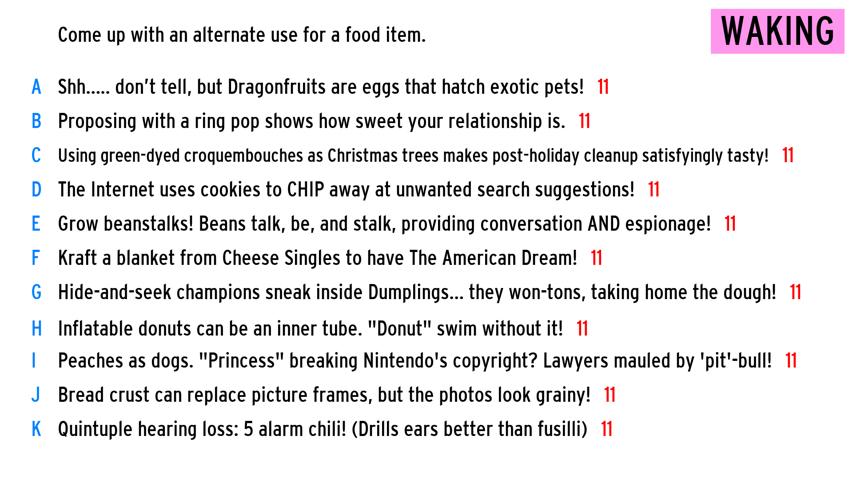 Come up with an alternate use for a food item.
WAKING
A Shh..... don't tell, but Dragonfruits are eggs that hatch exotic pets! 11
B Proposing with a ring pop shows how sweet your relationship is. 11
C Using green-dyed croquembouches as Christmas trees makes post-holiday cleanup satisfyingly tasty! 11
D The Internet uses cookies to CHIP away at unwanted search suggestions! 11
E Grow beanstalks! Beans talk, be, and stalk, providing conversation AND espionage! 11
F Kraft a blanket from Cheese Singles to have The American Dream! 11
G Hide-and-seek champions sneak inside Dumplings... they won-tons, taking home the dough! 11
H Inflatable donuts can be an inner tube. "Donut" swim without it! 11
I Peaches as dogs. "Princess" breaking Nintendo's copyright? Lawyers mauled by 'pit'-bull! 11
J Bread crust can replace picture frames, but the photos look grainy! 11
K Quintuple hearing loss: 5 alarm chili! (Drills ears better than fusilli) 11